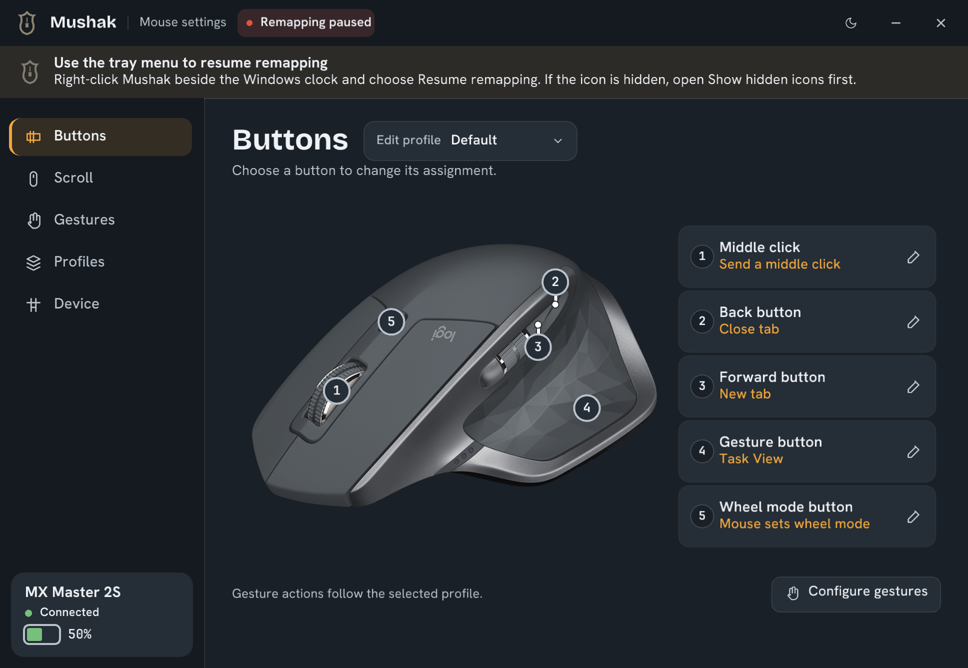 Mushak
Mouse settings
Remapping paused
Use the tray menu to resume remapping
Right-click Mushak beside the Windows clock and choose Resume remapping. If the icon is hidden, open Show hidden icons first.
Buttons
Scroll
Gestures
Profiles
Device
MX Master 2S
Connected
50%
Buttons
Edit profile Default
Choose a button to change its assignment.
logi
1
2
3
4
5
1 Middle click
Send a middle click
2 Back button
Close tab
3 Forward button
New tab
4 Gesture button
Task View
5 Wheel mode button
Mouse sets wheel mode
Gesture actions follow the selected profile.
Configure gestures